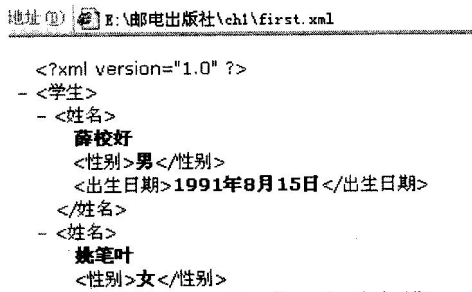 地址(D) E:\邮电出版社\ch1\first.xml
<?xml version="1.0" ?>
- <学生>
- <姓名>
薛校好
<性别>男</性别>
<出生日期>1991年8月15日</出生日期>
</姓名>
- <姓名>
姚笔叶
<性别>女</性别>